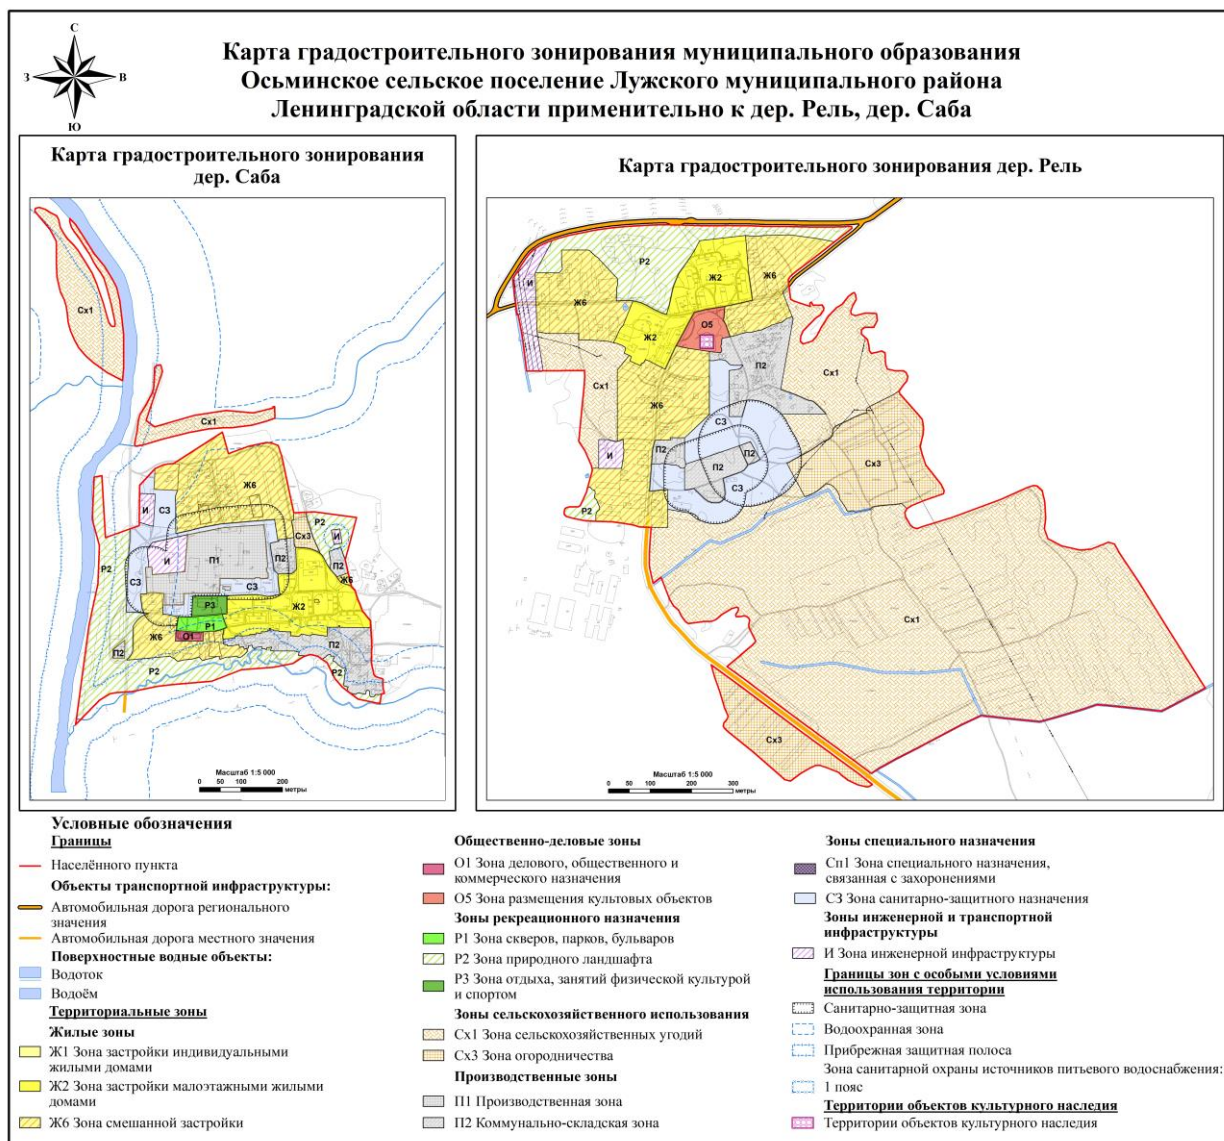 С
З
В
Ю
Карта градостроительного зонирования муниципального образования
Осьминское сельское поселение Лужского муниципального района
Ленинградской области применительно к дер. Рель, дер. Саба
Карта градостроительного зонирования
дер. Саба
Сх1
Сх1
Ж6
И
СЗ
Р2
Сх3
И
И
П1
П2
П2
Р2
СЗ
СЗ
Ж6
Р3
Ж2
Р1
О1
Ж6
П2
П2
Р2
Р2
Масштаб 1:5 000
0 50 100 200
метры
Карта градостроительного зонирования дер. Рель
Р2
И
Ж2
Ж6
Ж6
О5
Ж2
П2
Сх1
Сх1
Ж6
СЗ
И
П2
П2
П2
Сх3
СЗ
Р2
Сх1
Сх3
Масштаб 1:5 000
0 50 100 200 300
метры
Условные обозначения
Границы
Населённого пункта
Объекты транспортной инфраструктуры:
Автомобильная дорога регионального
значения
Автомобильная дорога местного значения
Поверхностные водные объекты:
Водоток
Водоём
Территориальные зоны
Жилые зоны
Ж1 Зона застройки индивидуальными
жилыми домами
Ж2 Зона застройки малоэтажными жилыми
домами
Ж6 Зона смешанной застройки
Общественно-деловые зоны
О1 Зона делового, общественного и
коммерческого назначения
О5 Зона размещения культовых объектов
Зоны рекреационного назначения
Р1 Зона скверов, парков, бульваров
Р2 Зона природного ландшафта
Р3 Зона отдыха, занятий физической культурой
и спортом
Зоны сельскохозяйственного использования
Сх1 Зона сельскохозяйственных угодий
Сх3 Зона огородничества
Производственные зоны
П1 Производственная зона
П2 Коммунально-складская зона
Зоны специального назначения
Сп1 Зона специального назначения,
связанная с захоронениями
СЗ Зона санитарно-защитного назначения
Зоны инженерной и транспортной
инфраструктуры
И Зона инженерной инфраструктуры
Границы зон с особыми условиями
использования территории
Санитарно-защитная зона
Водоохранная зона
Прибрежная защитная полоса
Зона санитарной охраны источников питьевого водоснабжения:
1 пояс
Территории объектов культурного наследия
Территории объектов культурного наследия